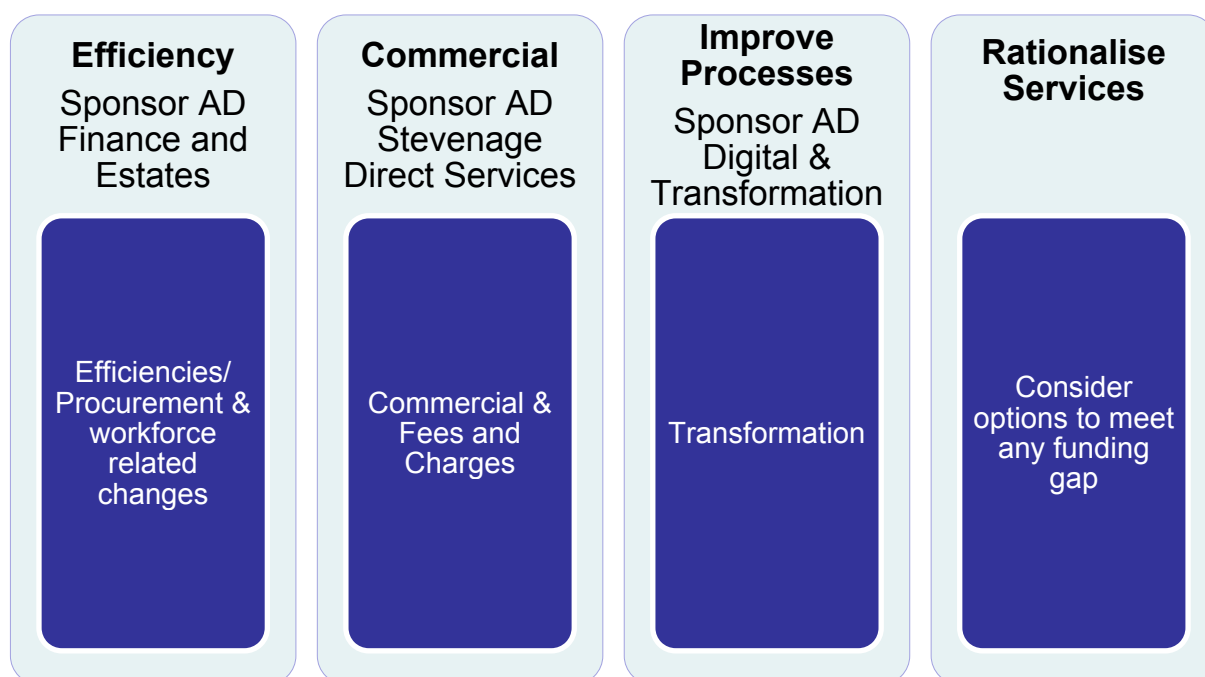 Efficiency
Sponsor AD
Finance and
Estates
Efficiencies/
Procurement &
workforce
related
changes
Commercial
Sponsor AD
Stevenage
Direct Services
Commercial &
Fees and
Charges
Improve
Processes
Sponsor AD
Digital &
Transformation
Transformation
Rationalise
Services
Consider
options to meet
any funding
gap